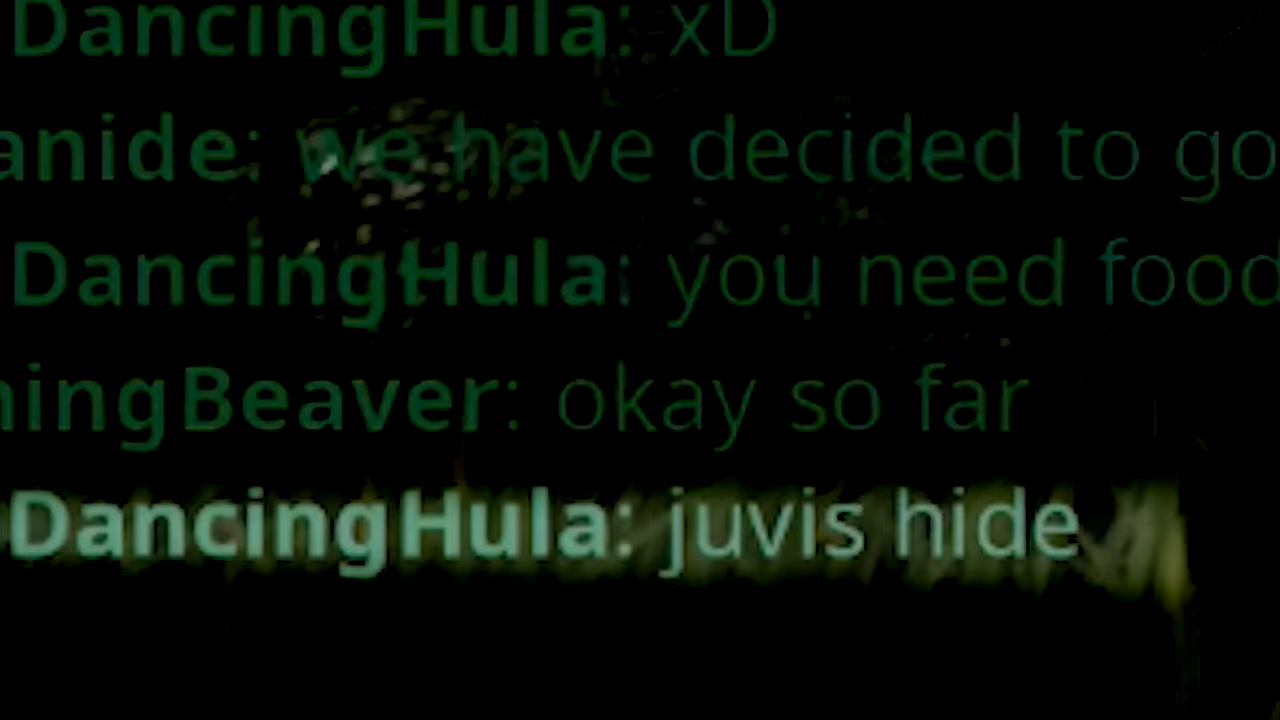 DancingHula: xD
anide: we have decided to go
DancingHula: you need food
ningBeaver: okay so far
DancingHula: juvis hide